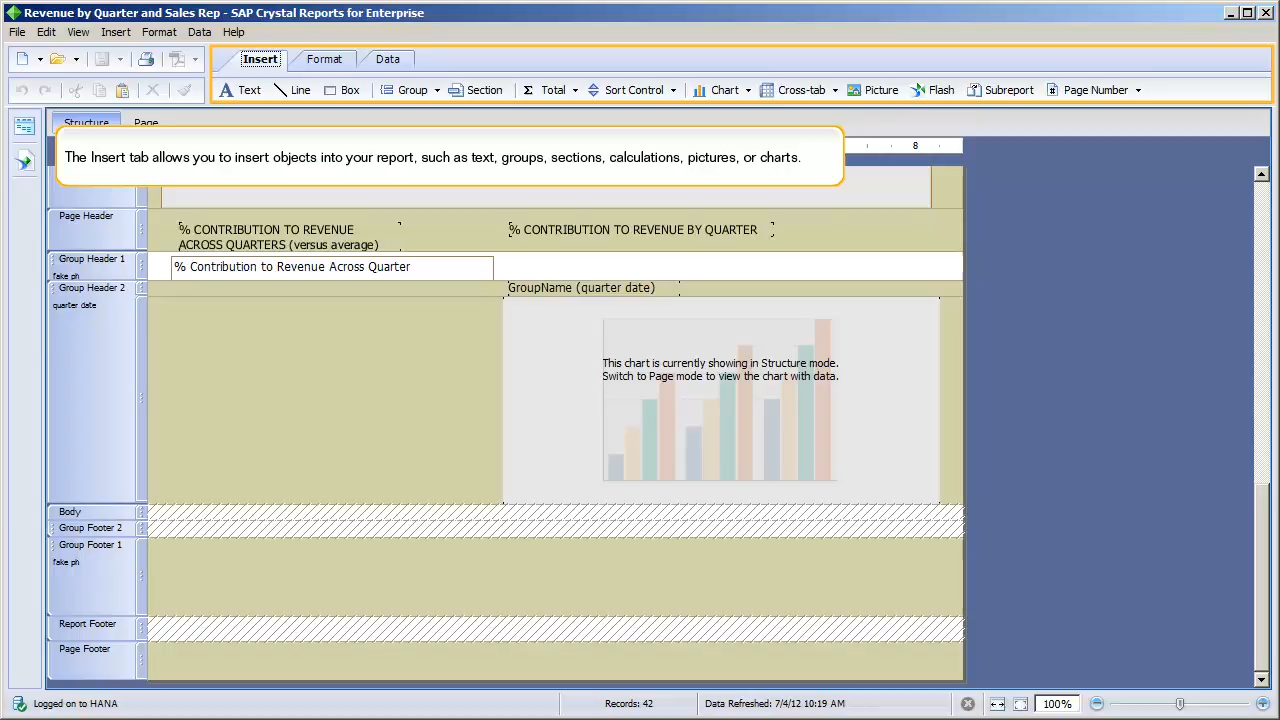 Revenue by Quarter and Sales Rep - SAP Crystal Reports for Enterprise
File Edit View Insert Format Data Help
Insert Format Data
Text Line Box Group Section Total Sort Control Chart Cross-tab Picture Flash Subreport Page Number
Structure Page
The Insert tab allows you to insert objects into your report, such as text, groups, sections, calculations, pictures, or charts.
8
Page Header
% CONTRIBUTION TO REVENUE
ACROSS QUARTERS (versus average)
% CONTRIBUTION TO REVENUE BY QUARTER
Group Header 1
fake ph
% Contribution to Revenue Across Quarter
Group Header 2
quarter date
GroupName (quarter date)
This chart is currently showing in Structure mode.
Switch to Page mode to view the chart with data.
Body
Group Footer 2
Group Footer 1
fake ph
Report Footer
Page Footer
Logged on to HANA
Records: 42
Data Refreshed: 7/4/12 10:19 AM
100%